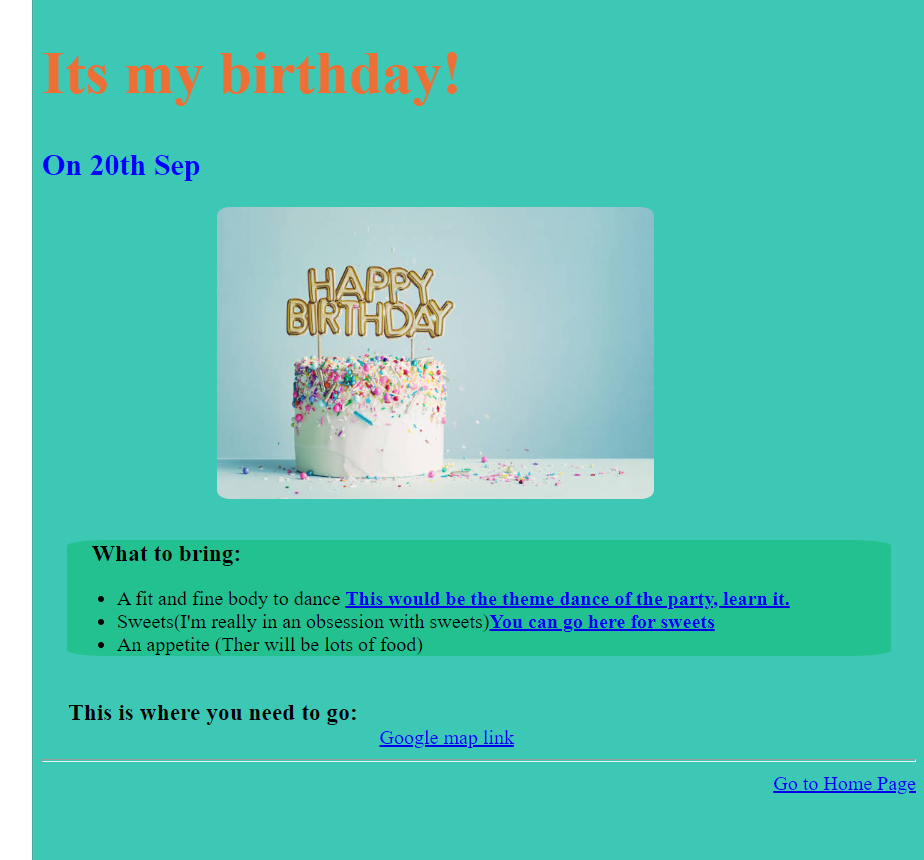 Its my birthday!
On 20th Sep
HAPPY
BIRTHDAY
What to bring:
A fit and fine body to dance This would be the theme dance of the party, learn it.
Sweets(I'm really in an obsession with sweets)You can go here for sweets
An appetite (Ther will be lots of food)
This is where you need to go:
Google map link
Go to Home Page